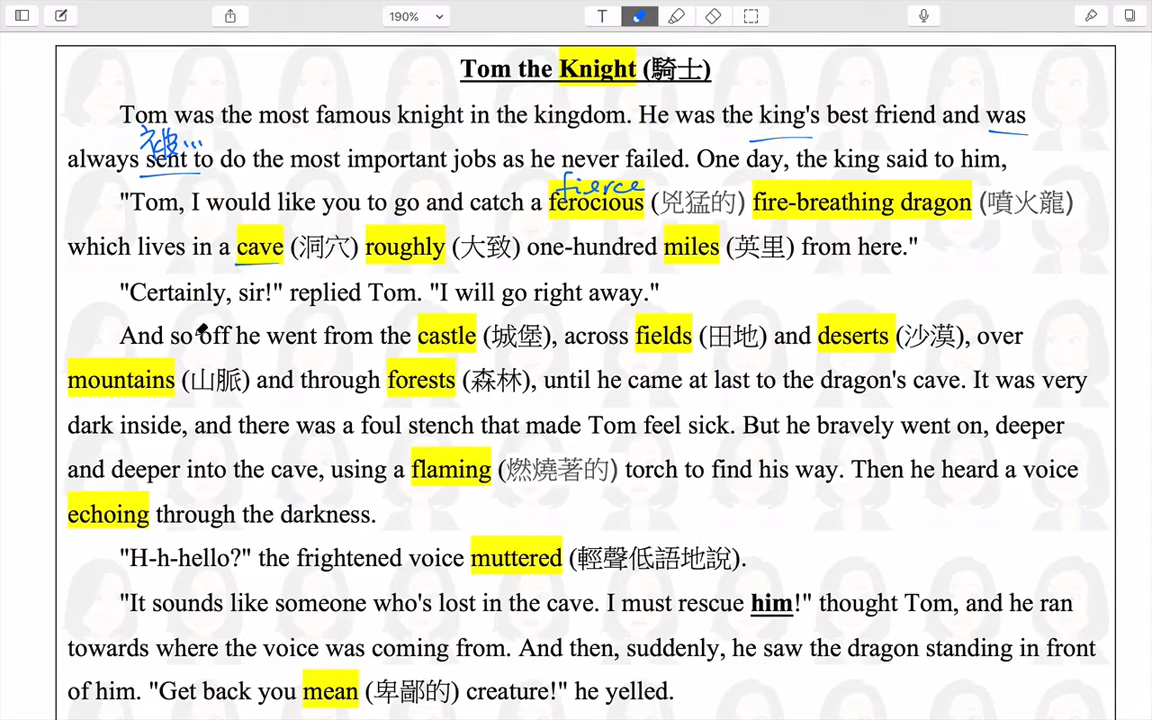 190%
T
Tom the Knight (騎士)
Tom was the most famous knight in the kingdom. He was the king's best friend and was
被...
always sent to do the most important jobs as he never failed. One day, the king said to him,
fierce
"Tom, I would like you to go and catch a ferocious (兇猛的) fire-breathing dragon (噴火龍)
which lives in a cave (洞穴) roughly (大致) one-hundred miles (英里) from here."
"Certainly, sir!" replied Tom. "I will go right away."
And so off he went from the castle (城堡), across fields (田地) and deserts (沙漠), over
mountains (山脈) and through forests (森林), until he came at last to the dragon's cave. It was very
dark inside, and there was a foul stench that made Tom feel sick. But he bravely went on, deeper
and deeper into the cave, using a flaming (燃燒著的) torch to find his way. Then he heard a voice
echoing through the darkness.
"H-h-hello?" the frightened voice muttered (輕聲低語地說).
"It sounds like someone who's lost in the cave. I must rescue him!" thought Tom, and he ran
towards where the voice was coming from. And then, suddenly, he saw the dragon standing in front
of him. "Get back you mean (卑鄙的) creature!" he yelled.